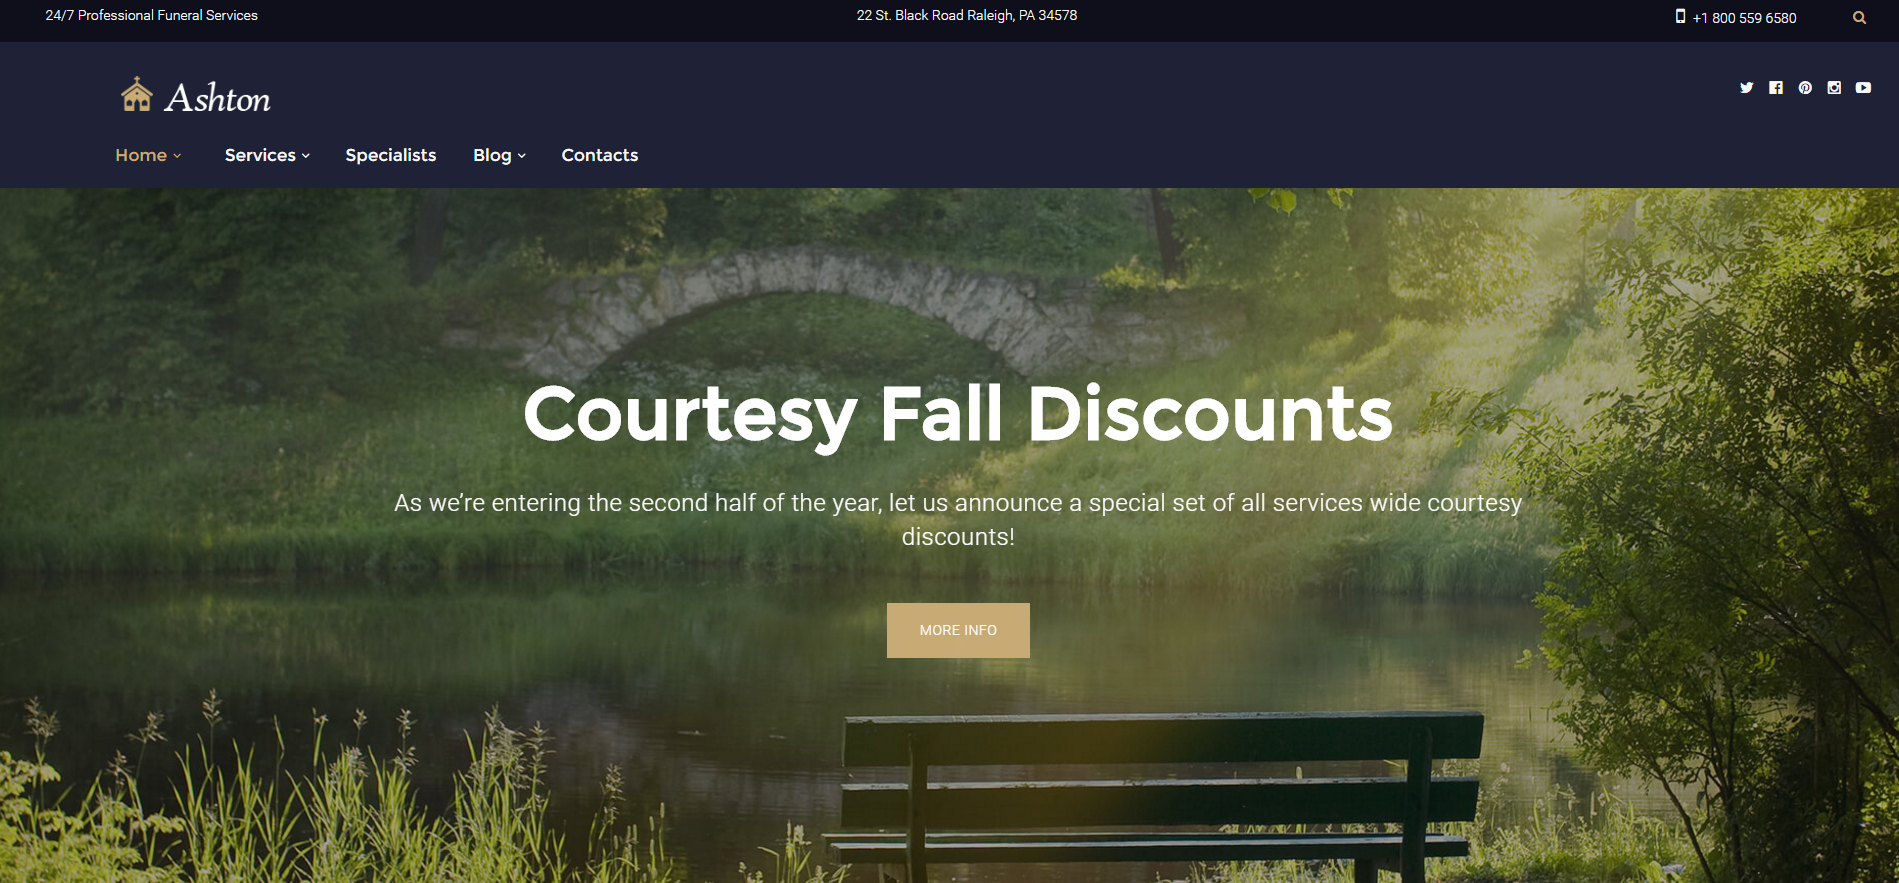 24/7 Professional Funeral Services
22 St. Black Road Raleigh, PA 34578
+1 800 559 6580
Ashton
Home
Services
Specialists
Blog
Contacts
Courtesy Fall Discounts
As we’re entering the second half of the year, let us announce a special set of all services wide courtesy
discounts!
MORE INFO